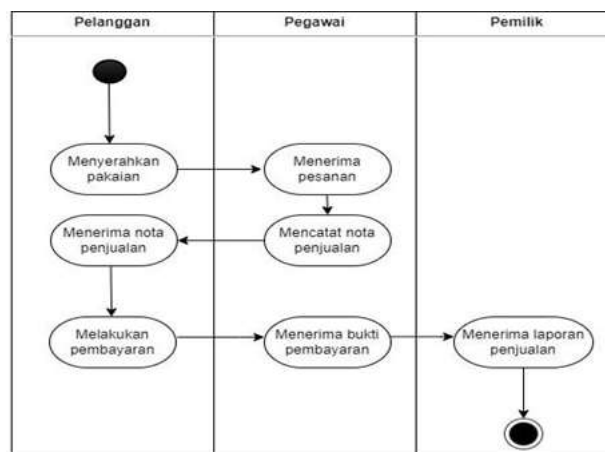 Pelanggan
Pegawai
Pemilik
Menyerahkan
pakaian
Menerima
pesanan
Menerima nota
penjualan
Mencatat nota
penjualan
Melakukan
pembayaran
Menerima bukti
pembayaran
Menerima laporan
penjualan